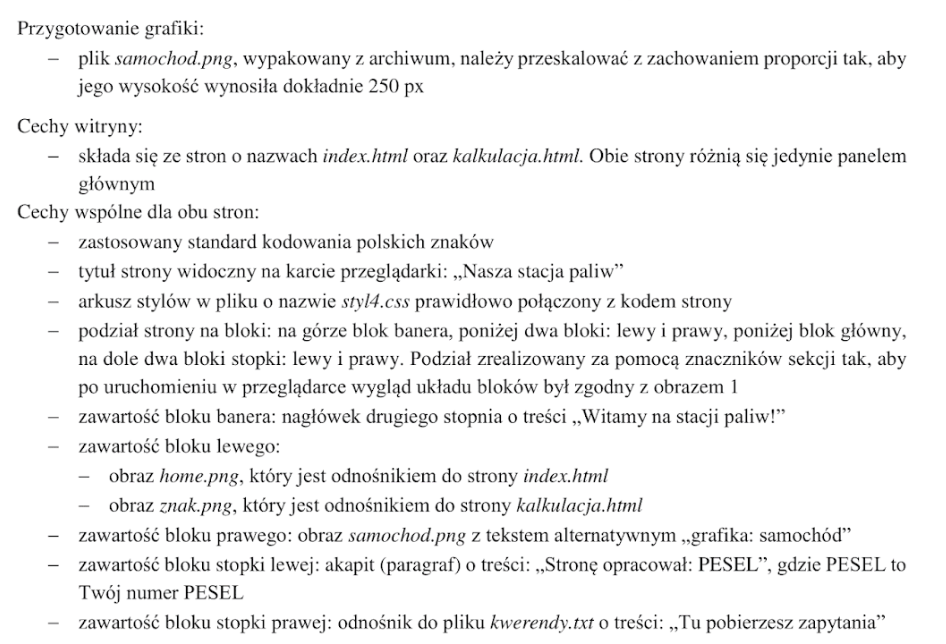 Przygotowanie grafiki:
– plik samochod.png, wypakowany z archiwum, należy przeskalować z zachowaniem proporcji tak, aby
jego wysokość wynosiła dokładnie 250 px
Cechy witryny:
– składa się ze stron o nazwach index.html oraz kalkulacja.html. Obie strony różnią się jedynie panelem
głównym
Cechy wspólne dla obu stron:
– zastosowany standard kodowania polskich znaków
– tytuł strony widoczny na karcie przeglądarki: „Nasza stacja paliw”
– arkusz stylów w pliku o nazwie styl4.css prawidłowo połączony z kodem strony
– podział strony na bloki: na górze blok banera, poniżej dwa bloki: lewy i prawy, poniżej blok główny,
na dole dwa bloki stopki: lewy i prawy. Podział zrealizowany za pomocą znaczników sekcji tak, aby
po uruchomieniu w przeglądarce wygląd układu bloków był zgodny z obrazem 1
– zawartość bloku banera: nagłówek drugiego stopnia o treści „Witamy na stacji paliw!”
– zawartość bloku lewego:
– obraz home.png, który jest odnośnikiem do strony index.html
– obraz znak.png, który jest odnośnikiem do strony kalkulacja.html
– zawartość bloku prawego: obraz samochod.png z tekstem alternatywnym „grafika: samochód”
– zawartość bloku stopki lewej: akapit (paragraf) o treści: „Stronę opracował: PESEL”, gdzie PESEL to
Twój numer PESEL
– zawartość bloku stopki prawej: odnośnik do pliku kwerendy.txt o treści: „Tu pobierzesz zapytania”